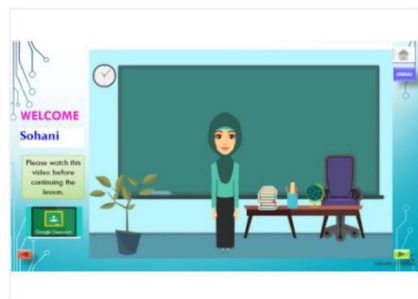 WELCOME
Sohani
MENU
Please watch this
video before
continuing the
lesson.
Google Classroom